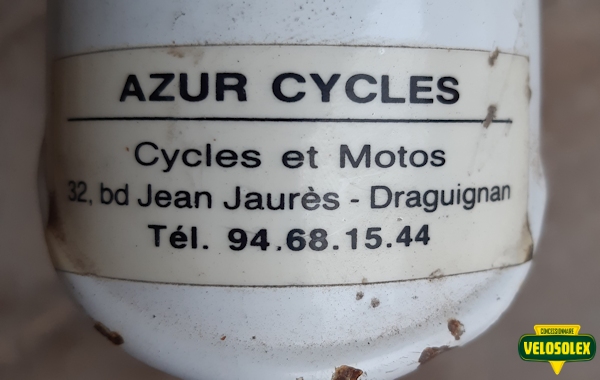 AZUR CYCLES
Cycles et Motos
32, bd Jean Jaurès - Draguignan
Tél. 94.68.15.44
CONCESSIONNAIRE
VELOSOLEX